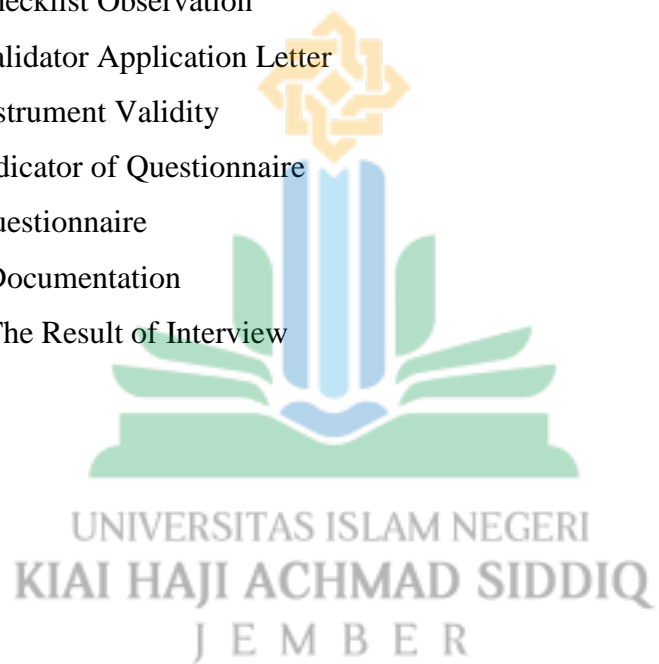 ecklist Observation
alidator Application Letter
strument Validity
dicator of Questionnaire
uestionnaire
Documentation
The Result of Interview
UNIVERSITAS ISLAM NEGERI
KIAI HAJI ACHMAD SIDDIQ
JEMBER